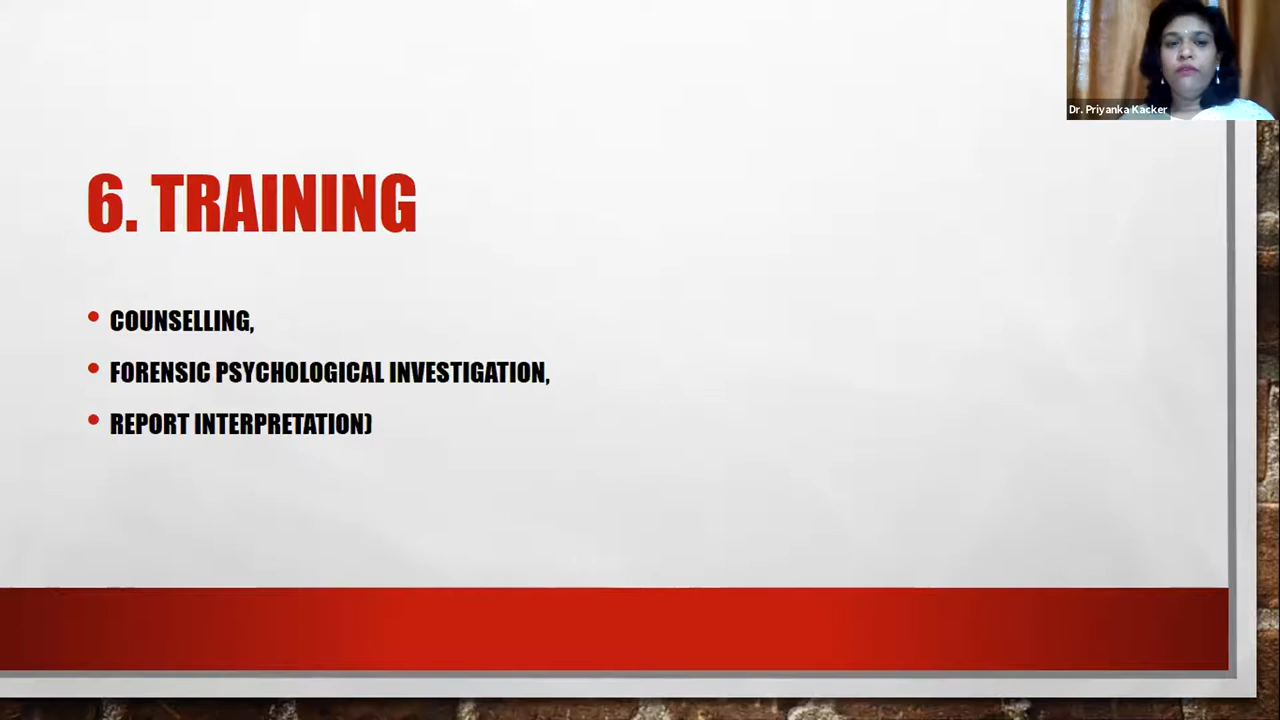 Dr. Priyanka Kacker
6. TRAINING
• COUNSELLING,
• FORENSIC PSYCHOLOGICAL INVESTIGATION,
• REPORT INTERPRETATION)